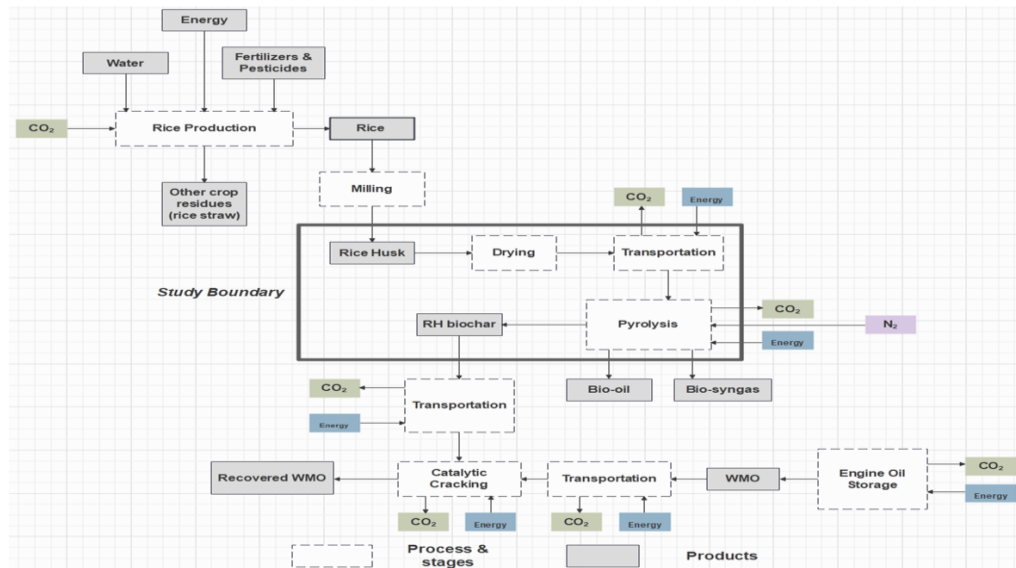 Energy
Water
Fertilizers &
Pesticides
CO₂
Rice Production
Rice
Other crop
residues
(rice straw)
Milling
CO₂
Energy
Rice Husk
Drying
Transportation
Study Boundary
RH biochar
Pyrolysis
CO₂
N₂
Energy
Bio-oil
Bio-syngas
CO₂
Energy
Transportation
Recovered WMO
Catalytic
Cracking
Transportation
WMO
Engine Oil
Storage
CO₂
Energy
CO₂
Energy
CO₂
Energy
Process &
stages
Products